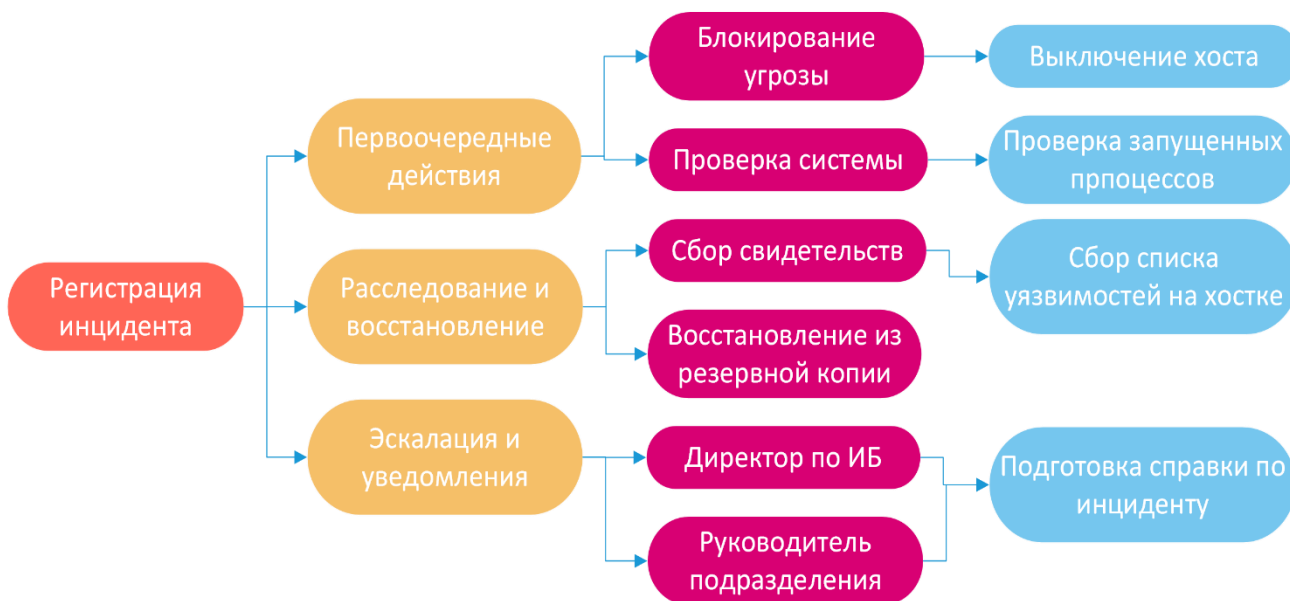 Регистрация
инцидента
Первоочередные
действия
Расследование и
восстановление
Эскалация и
уведомления
Блокирование
угрозы
Проверка системы
Сбор свидетельств
Восстановление из
резервной копии
Директор по ИБ
Руководитель
подразделения
Выключение хоста
Проверка запущенных
прпоцессов
Сбор списка
уязвимостей на хостке
Подготовка справки по
инциденту